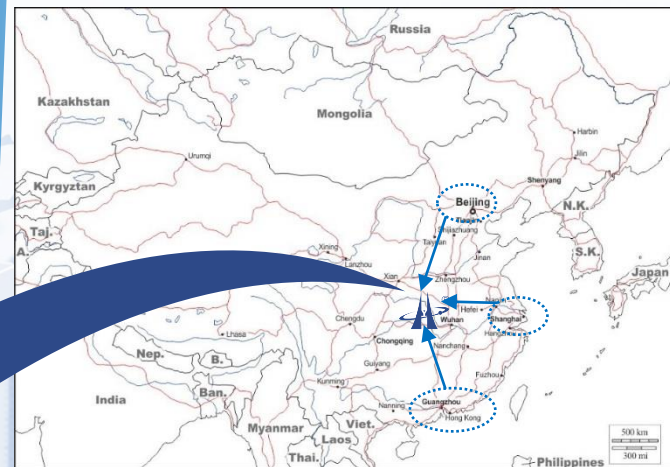 Russia
Kazakhstan
Mongolia
Harbin
Jilin
Urumqi
Shenyang
Kyrgyztan
Beijing
Tianjin
N.K.
Shijiazhuang
Taiyuan
Taj.
Xining
Jinan
S.K.
A.
Lanzhou
Japan
Xian
Zhengzhou
Hefei
Shanghai
Chengdu
Wuhan
Lhasa
Chongqing
Nanchang
Nep.
B.
Guiyang
Fuzhou
Kunming
India
Ban.
Guangzhou
Nanning
Hong Kong
Myanmar
Viet.
Laos
500 km
300 mi
Thai.
Philippines